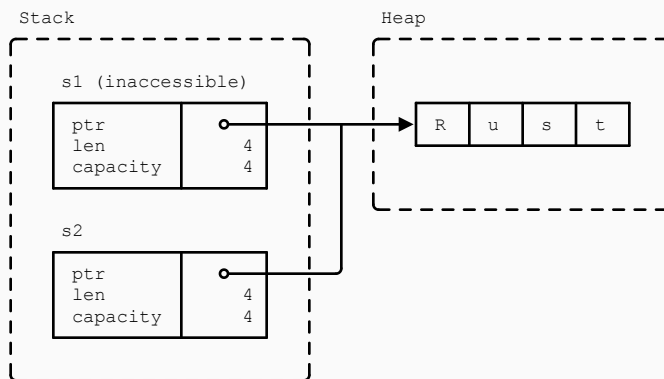 Stack
Heap
s1 (inaccessible)
ptr
len 4
capacity 4
R u s t
s2
ptr
len 4
capacity 4